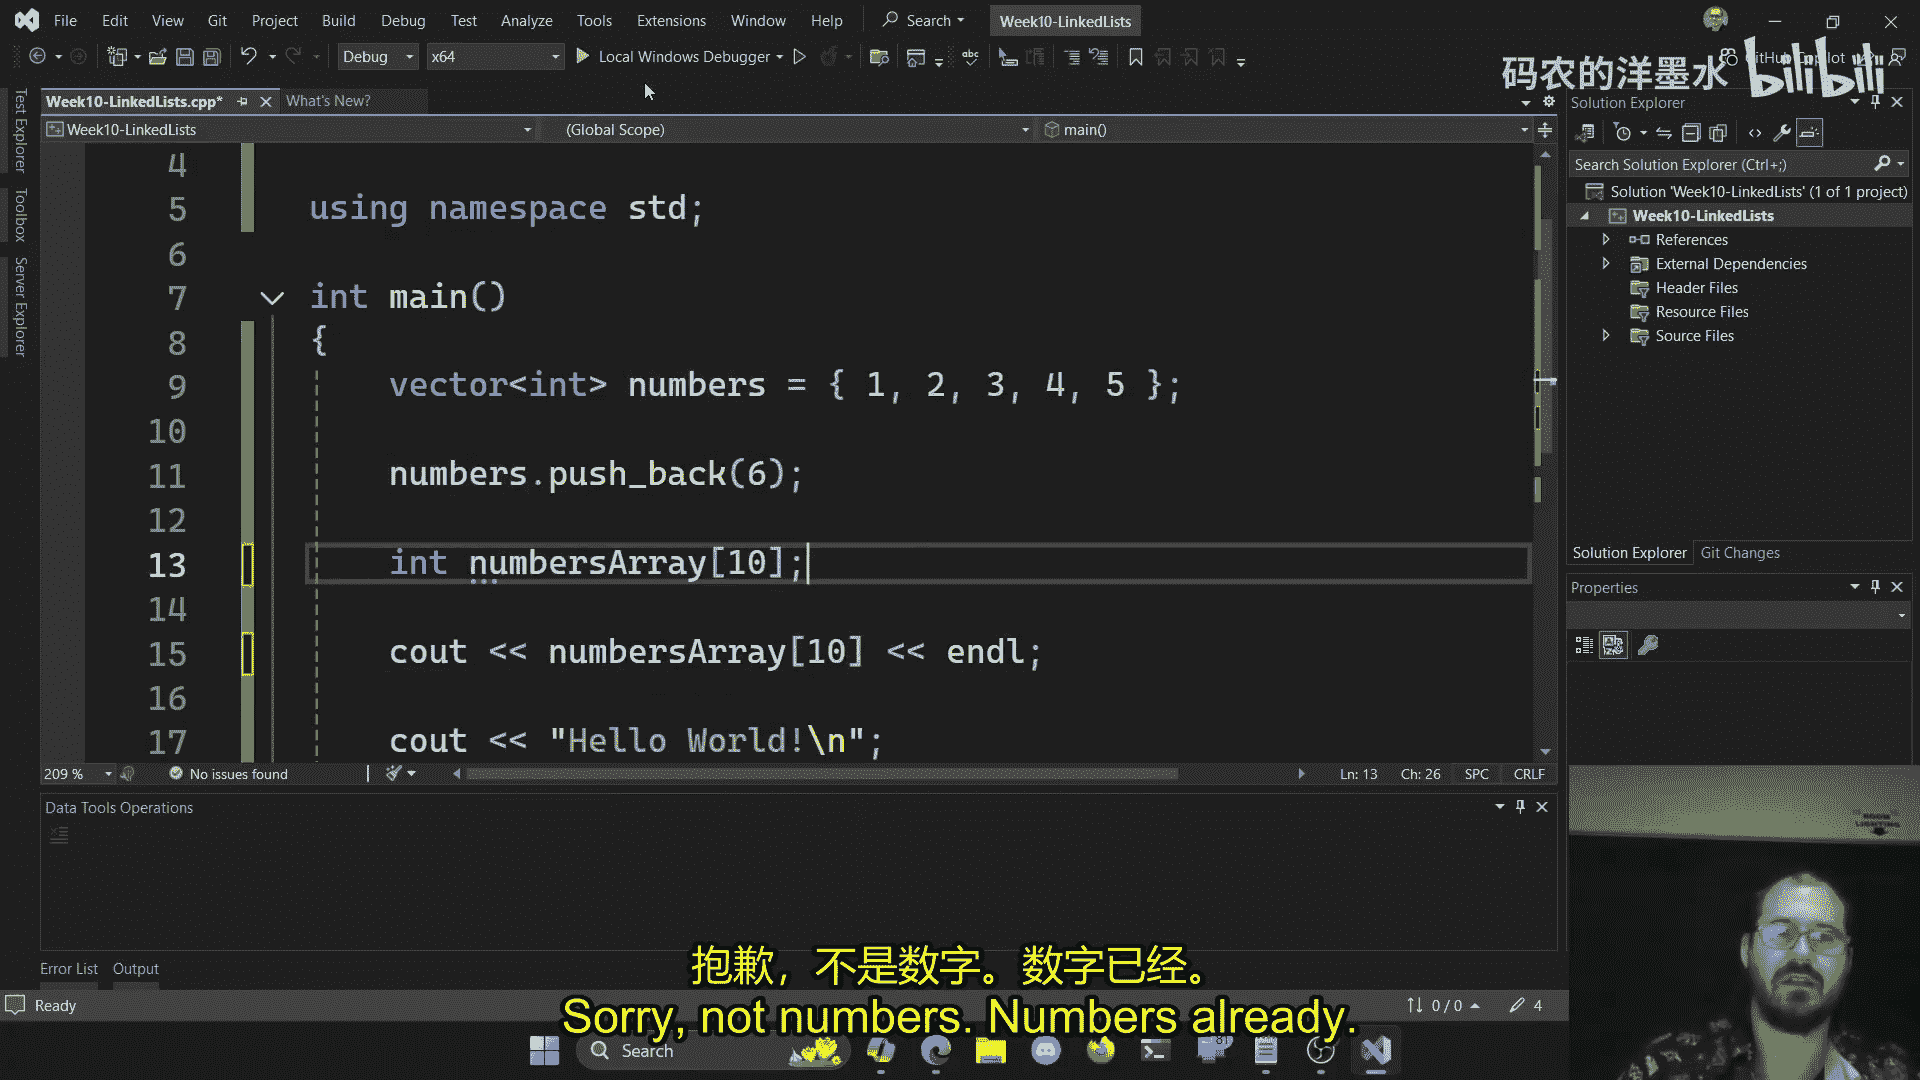 File Edit View Git Project Build Debug Test Analyze Tools Extensions Window Help Search Week10-LinkedLists
Debug x64 Local Windows Debugger
码农的洋墨水 bilibili
Week10-LinkedLists.cpp* What's New?
Solution Explorer
Week10-LinkedLists (Global Scope) main()
Search Solution Explorer (Ctrl+;)
Solution 'Week10-LinkedLists' (1 of 1 project)
Week10-LinkedLists
References
External Dependencies
Header Files
Resource Files
Source Files
Solution Explorer Git Changes
Properties
Test Explorer
Toolbox
Server Explorer
4
5 using namespace std;
6
7 int main()
8 {
9 vector<int> numbers = { 1, 2, 3, 4, 5 };
10
11 numbers.push_back(6);
12
13 int numbersArray[10];
14
15 cout << numbersArray[10] << endl;
16
17 cout << "Hello World!\n";
209 % No issues found Ln: 13 Ch: 26 SPC CRLF
Data Tools Operations
Error List Output
Ready 0 / 0 4
抱歉，不是数字。数字已经。
Sorry, not numbers. Numbers already.
Search